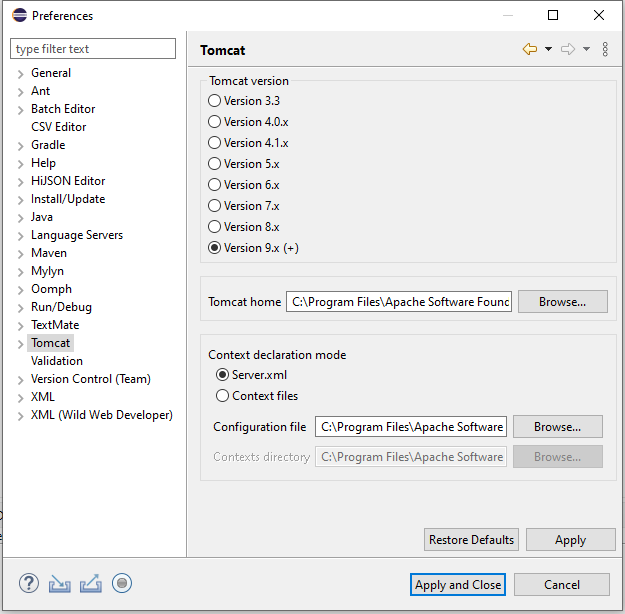 Preferences
type filter text
General
Ant
Batch Editor
CSV Editor
Gradle
Help
HiJSON Editor
Install/Update
Java
Language Servers
Maven
Mylyn
Oomph
Run/Debug
TextMate
Tomcat
Validation
Version Control (Team)
XML
XML (Wild Web Developer)
Tomcat
Tomcat version
Version 3.3
Version 4.0.x
Version 4.1.x
Version 5.x
Version 6.x
Version 7.x
Version 8.x
Version 9.x (+)
Tomcat home C:\Program Files\Apache Software Found Browse...
Context declaration mode
Server.xml
Context files
Configuration file C:\Program Files\Apache Software Browse...
Contexts directory C:\Program Files\Apache Software Browse...
Restore Defaults Apply
? Apply and Close Cancel